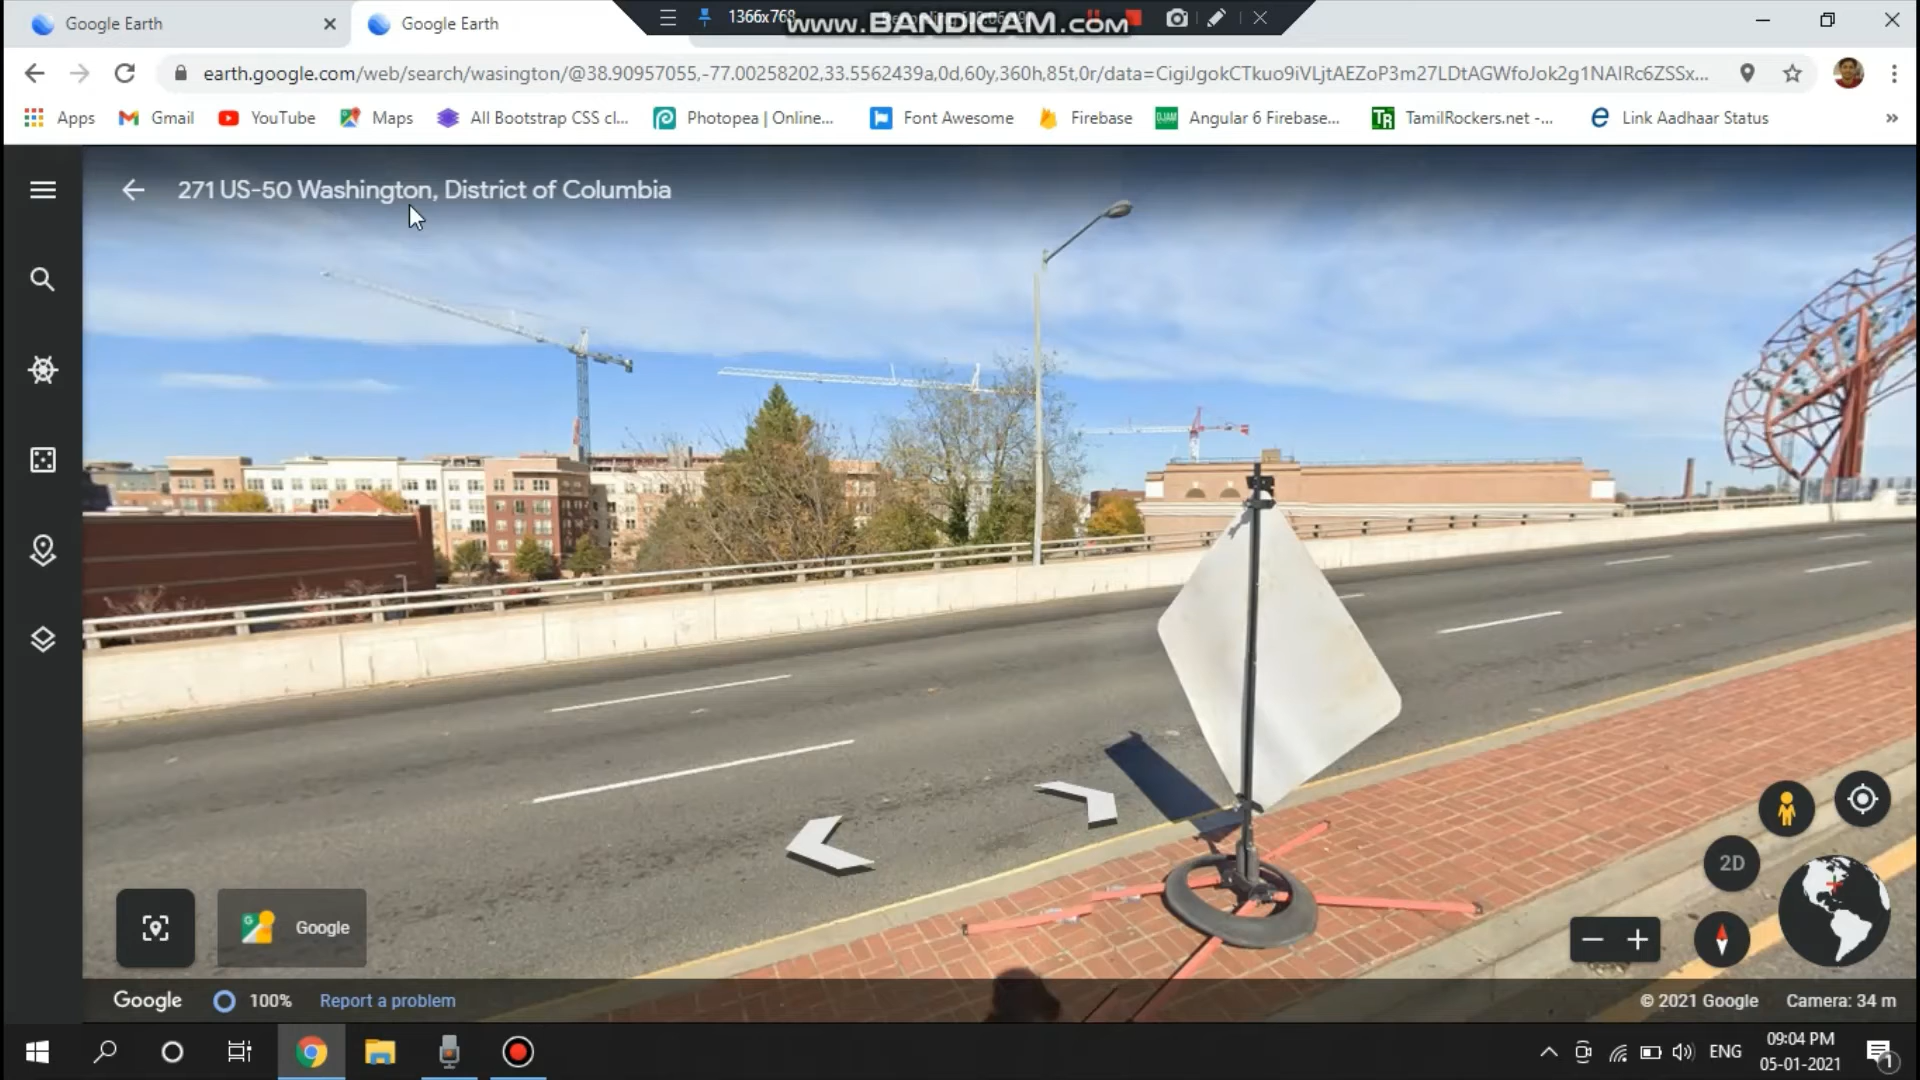 Google Earth
Google Earth
1366x768
www.BANDICAM.com
earth.google.com/web/search/wasington/@38.90957055,-77.00258202,33.5562439a,0d,60y,360h,85t,0r/data=CigiJgokCTkuo9iVLjtAEZoP3m27LDtAGWfoJok2g1NAIRc6ZSSx...
Apps
Gmail
YouTube
Maps
All Bootstrap CSS cl...
Photopea | Online...
Font Awesome
Firebase
DJAM
Angular 6 Firebase...
TR
TamilRockers.net -...
Link Aadhaar Status
»
271 US-50 Washington, District of Columbia
2D
Google
Google
100%
Report a problem
© 2021 Google
Camera: 34 m
ENG
09:04 PM
05-01-2021
1